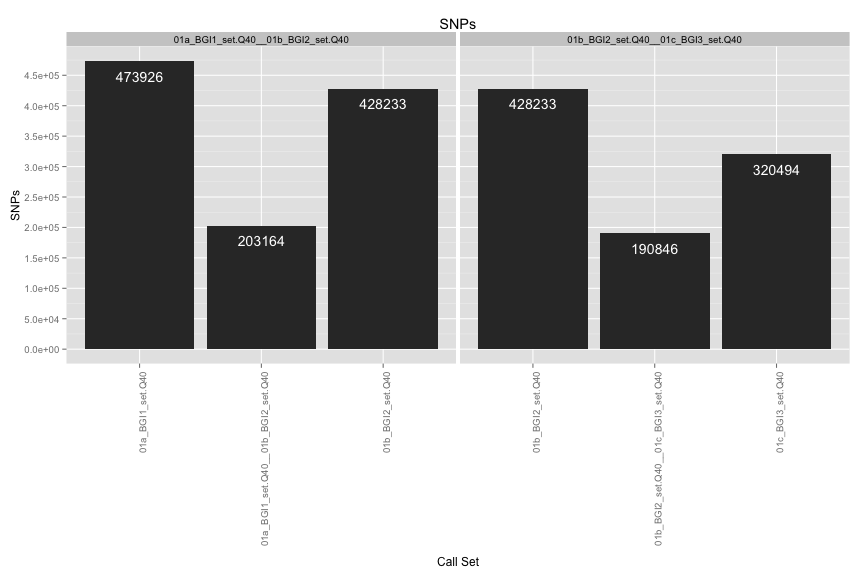 SNPs
01a_BGI1_set.Q40__01b_BGI2_set.Q40
01b_BGI2_set.Q40__01c_BGI3_set.Q40
SNPs
4.5e+05
4.0e+05
3.5e+05
3.0e+05
2.5e+05
2.0e+05
1.5e+05
1.0e+05
5.0e+04
0.0e+00
473926
203164
428233
428233
190846
320494
01a_BGI1_set.Q40
01a_BGI1_set.Q40__01b_BGI2_set.Q40
01b_BGI2_set.Q40
01b_BGI2_set.Q40
01b_BGI2_set.Q40__01c_BGI3_set.Q40
01c_BGI3_set.Q40
Call Set